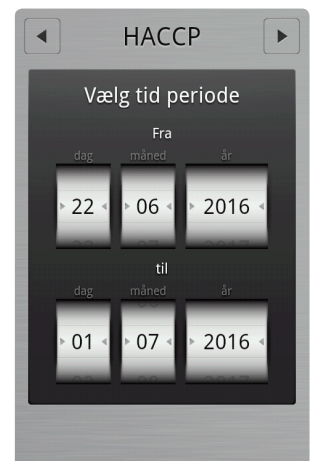 HACCP
Vælg tid periode
Fra
dag måned år
22 06 2016
til
dag måned år
01 07 2016